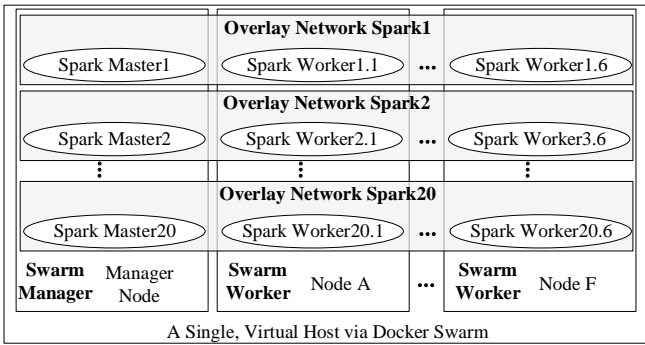 Overlay Network Spark1
Spark Master1 Spark Worker1.1 ... Spark Worker1.6
Overlay Network Spark2
Spark Master2 Spark Worker2.1 ... Spark Worker3.6
Overlay Network Spark20
Spark Master20 Spark Worker20.1 ... Spark Worker20.6
Swarm Manager Manager Node Swarm Worker Node A ... Swarm Worker Node F
A Single, Virtual Host via Docker Swarm